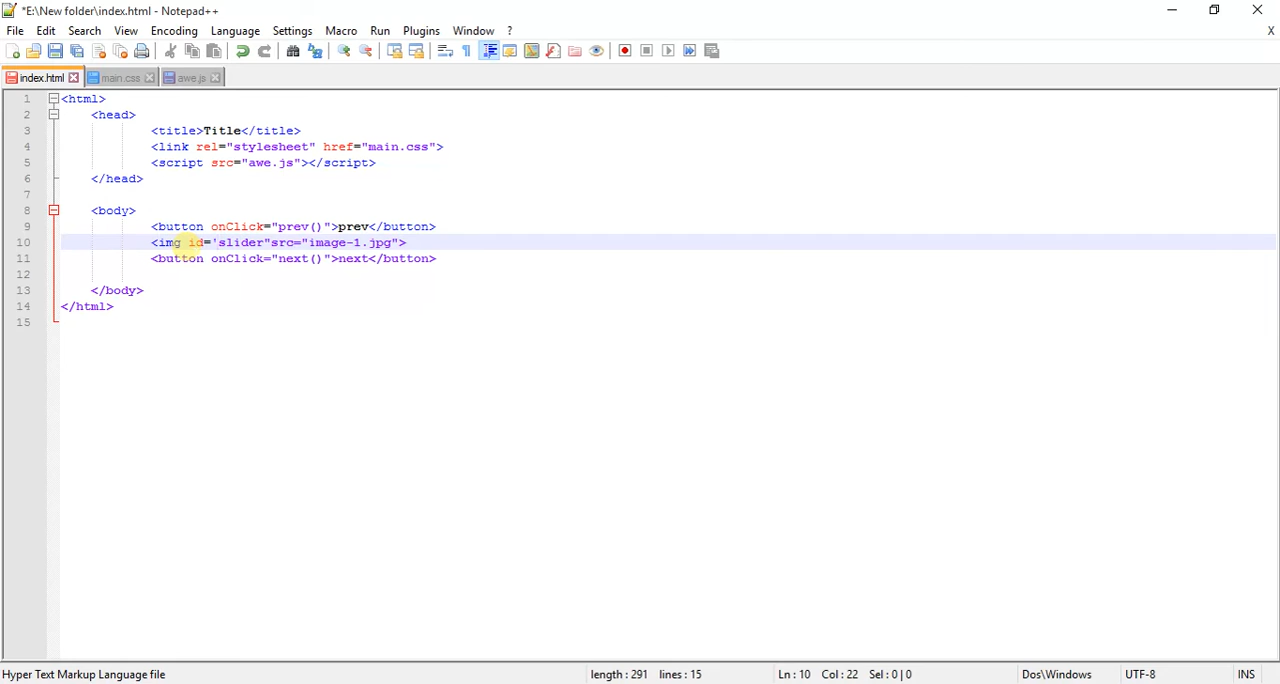 *E:\New folder\index.html - Notepad++
File Edit Search View Encoding Language Settings Macro Run Plugins Window ? X
index.html main.css awe.js
1 <html>
2 <head>
3 <title>Title</title>
4 <link rel="stylesheet" href="main.css">
5 <script src="awe.js"></script>
6 </head>
7
8 <body>
9 <button onClick="prev()">prev</button>
10 <img id='slider"src="image-1.jpg">
11 <button onClick="next()">next</button>
12
13 </body>
14 </html>
15
Hyper Text Markup Language file length : 291 lines : 15 Ln : 10 Col : 22 Sel : 0 | 0 Dos\Windows UTF-8 INS